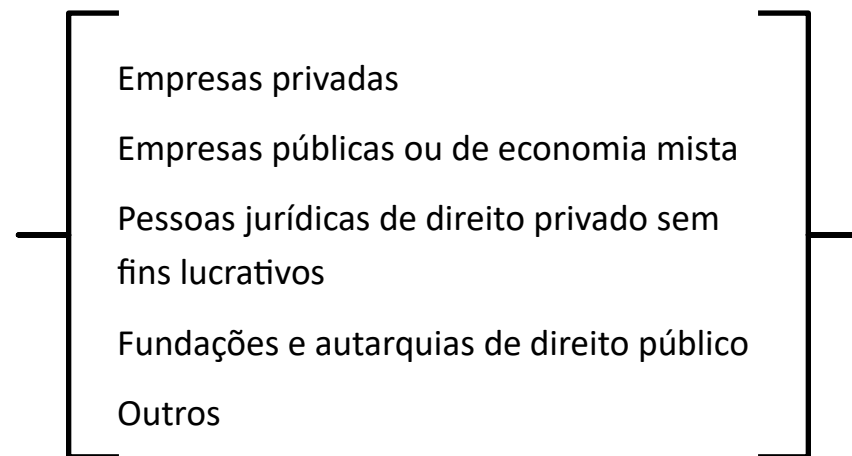 Empresas privadas
Empresas públicas ou de economia mista
Pessoas jurídicas de direito privado sem
fins lucrativos
Fundações e autarquias de direito público
Outros